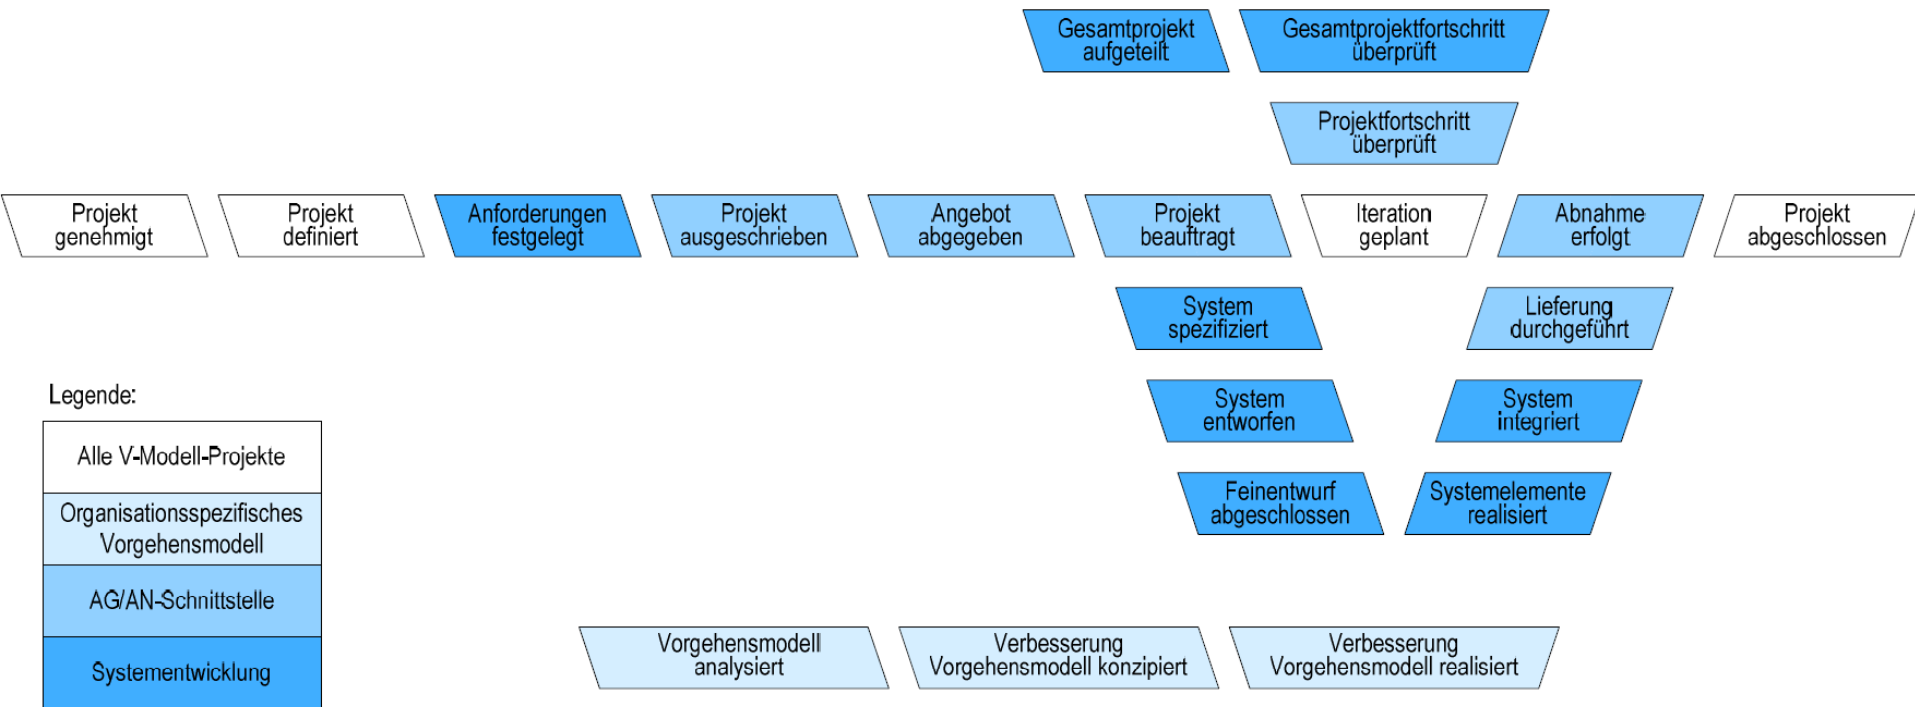 Gesamtprojekt
aufgeteilt
Gesamtprojektfortschritt
überprüft
Projektfortschritt
überprüft
Projekt
genehmigt
Projekt
definiert
Anforderungen
festgelegt
Projekt
ausgeschrieben
Angebot
abgegeben
Projekt
beauftragt
Iteration
geplant
Abnahme
erfolgt
Projekt
abgeschlossen
System
spezifiziert
Lieferung
durchgeführt
System
entworfen
System
integriert
Feinentwurf
abgeschlossen
Systemelemente
realisiert
Legende:
Alle V-Modell-Projekte
Organisationsspezifisches
Vorgehensmodell
AG/AN-Schnittstelle
Systementwicklung
Vorgehensmodell
analysiert
Verbesserung
Vorgehensmodell konzipiert
Verbesserung
Vorgehensmodell realisiert